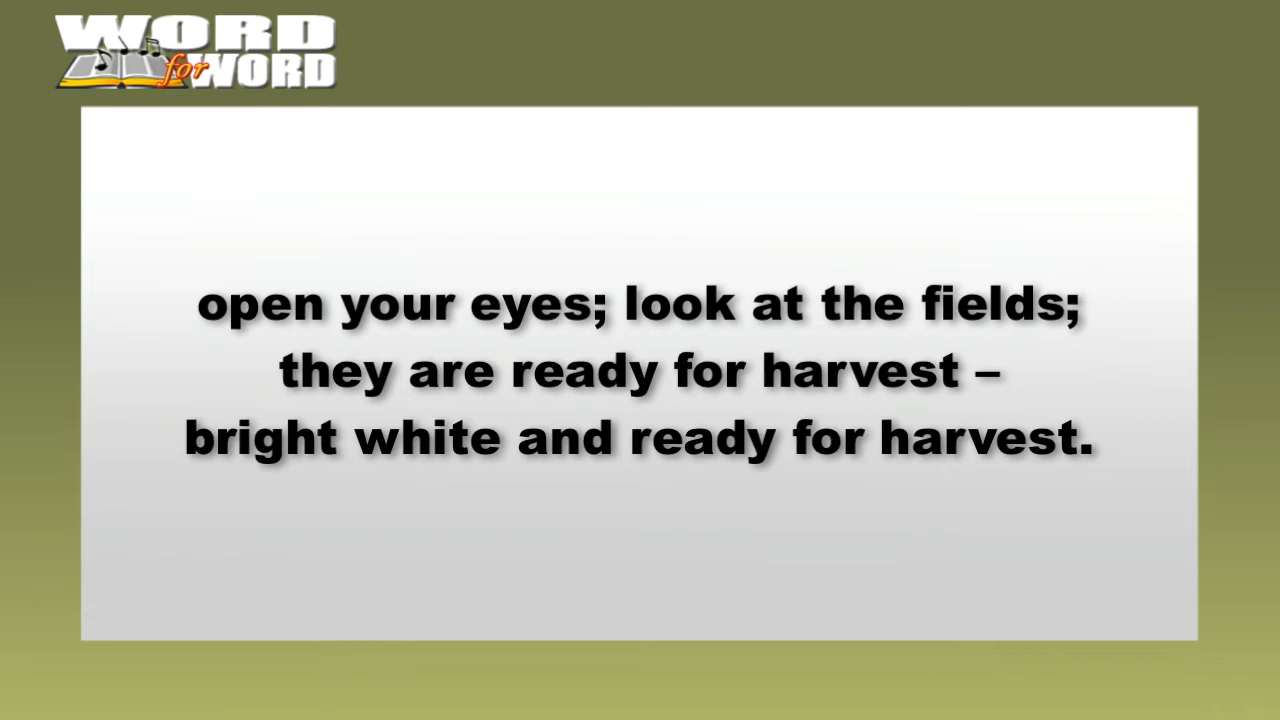 WORD
for WORD
open your eyes; look at the fields;
they are ready for harvest –
bright white and ready for harvest.